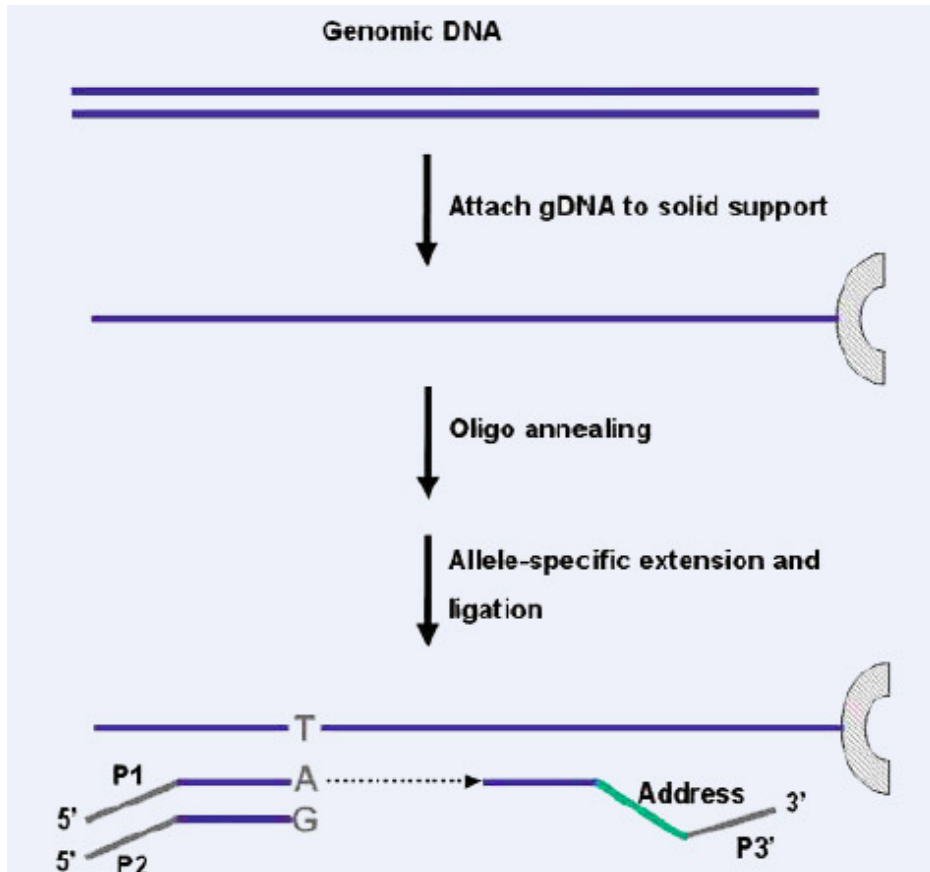 Genomic DNA
Attach gDNA to solid support
Oligo annealing
Allele-specific extension and
ligation
T
P1
A
Address
5'
3'
G
P3'
5'
P2